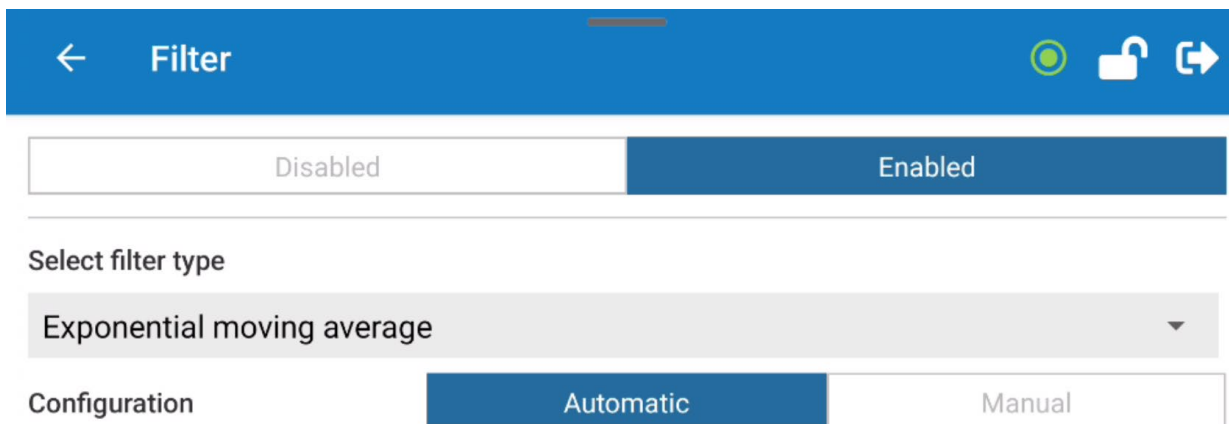 Filter
Disabled Enabled
Select filter type
Exponential moving average
Configuration Automatic Manual